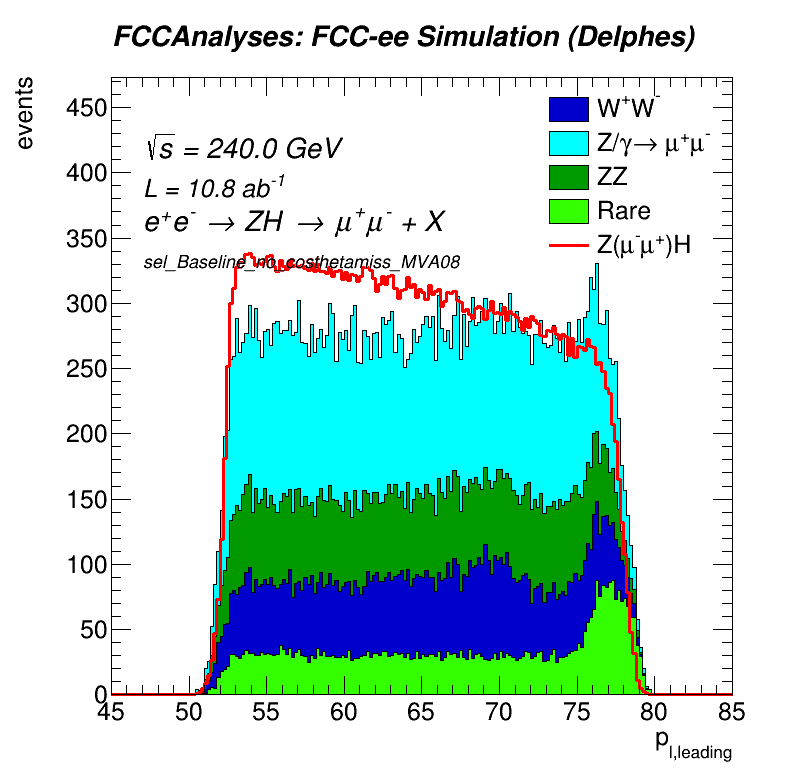 FCCAnalyses: FCC-ee Simulation (Delphes)
events
450
400
350
300
250
200
150
100
50
0
√s = 240.0 GeV
L = 10.8 ab⁻¹
e⁺e⁻ → ZH → μ⁺μ⁻ + X
sel_Baseline_no_costhetamiss_MVA08
W⁺W⁻
Z/γ→ μ⁺μ⁻
ZZ
Rare
Z(μ⁻μ⁺)H
45 50 55 60 65 70 75 80 85
p_l,leading